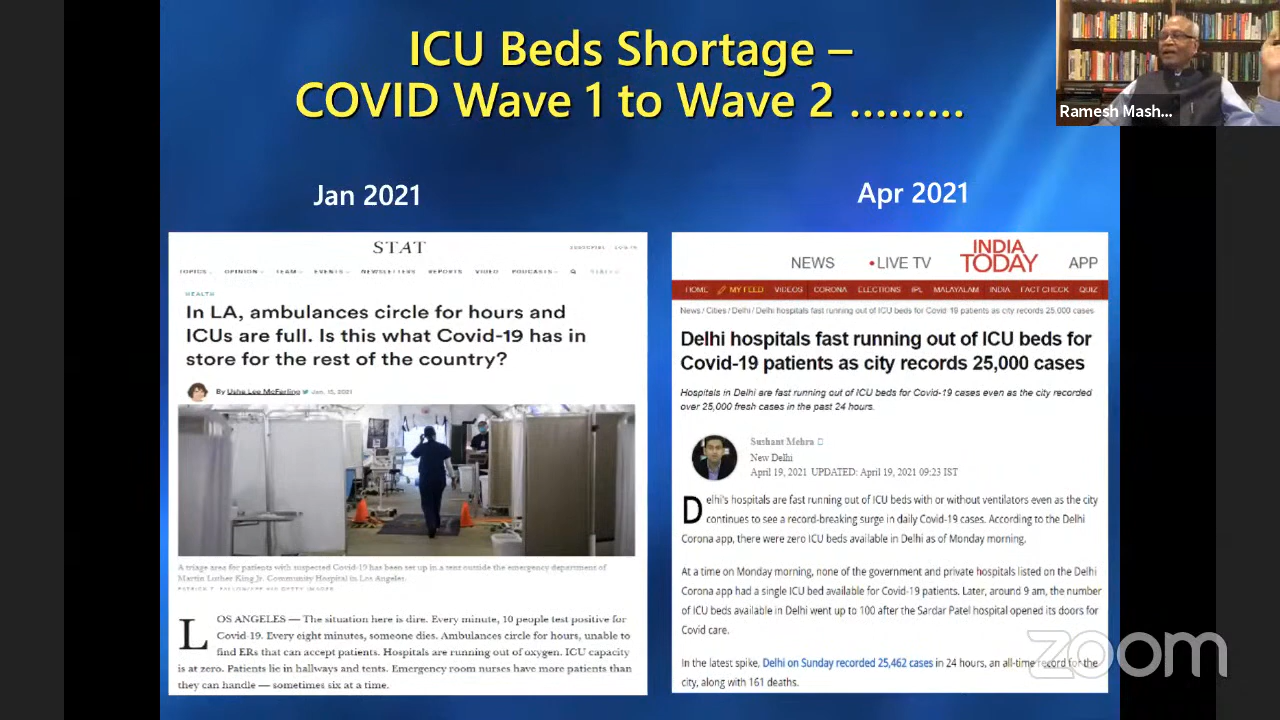 ICU Beds Shortage –
COVID Wave 1 to Wave 2 .........
Ramesh Mash...
Jan 2021
Apr 2021
STAT
SUBSCRIBE LOG IN
TOPICS OPINION TEAM EVENTS NEWSLETTERS REPORTS VIDEO PODCASTS
HEALTH
In LA, ambulances circle for hours and
ICUs are full. Is this what Covid-19 has in
store for the rest of the country?
By Usha Lee McFarling Jan. 15, 2021
A triage area for patients with suspected Covid-19 has been set up in a tent outside the emergency department of
Martin Luther King Jr. Community Hospital in Los Angeles.
LOS ANGELES — The situation here is dire. Every minute, 10 people test positive for
Covid-19. Every eight minutes, someone dies. Ambulances circle for hours, unable to
find ERs that can accept patients. Hospitals are running out of oxygen. ICU capacity
is at zero. Patients lie in hallways and tents. Emergency room nurses have more patients than
they can handle — sometimes six at a time.
NEWS •LIVE TV INDIA TODAY APP
HOME MY FEED VIDEOS CORONA ELECTIONS IPL MALAYALAM INDIA FACT CHECK QUIZ
News / Cities / Delhi / Delhi hospitals fast running out of ICU beds for Covid-19 patients as city records 25,000 cases
Delhi hospitals fast running out of ICU beds for
Covid-19 patients as city records 25,000 cases
Hospitals in Delhi are fast running out of ICU beds for Covid-19 cases even as the city recorded
over 25,000 fresh cases in the past 24 hours.
Sushant Mehra
New Delhi
April 19, 2021 UPDATED: April 19, 2021 09:23 IST
Delhi's hospitals are fast running out of ICU beds with or without ventilators even as the city
continues to see a record-breaking surge in daily Covid-19 cases. According to the Delhi
Corona app, there were zero ICU beds available in Delhi as of Monday morning.
At a time on Monday morning, none of the government and private hospitals listed on the Delhi
Corona app had a single ICU bed available for Covid-19 patients. Later, around 9 am, the number
of ICU beds available in Delhi went up to 100 after the Sardar Patel hospital opened its doors for
Covid care.
In the latest spike, Delhi on Sunday recorded 25,462 cases in 24 hours, an all-time record for the
city, along with 161 deaths.
zoom